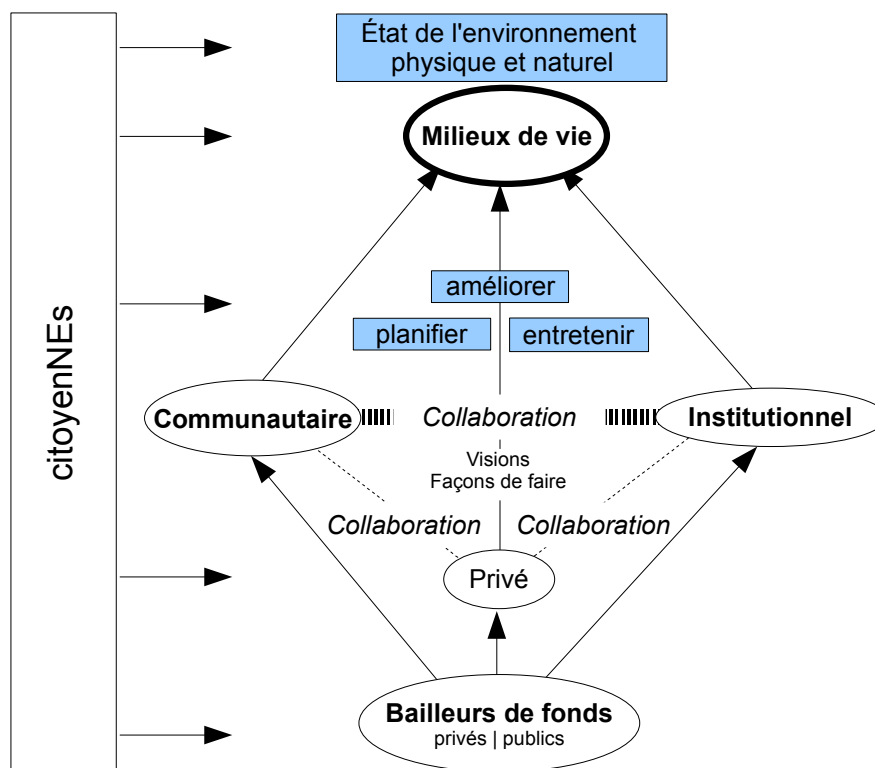 État de l'environnement
physique et naturel
Milieux de vie
améliorer
planifier
entretenir
citoyenNEs
Communautaire
Collaboration
Institutionnel
Visions
Façons de faire
Collaboration
Collaboration
Privé
Bailleurs de fonds
privés | publics